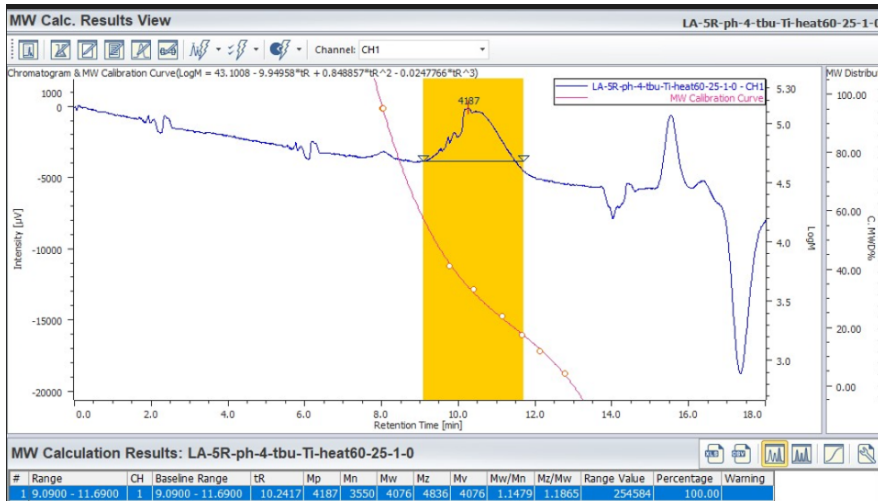 MW Calc. Results View
LA-5R-ph-4-tbu-Ti-heat60-25-1-0
Channel: CH1
Chromatogram & MW Calibration Curve(LogM = 43.1008 - 9.94958*tR + 0.848857*tR^2 - 0.0247766*tR^3)
MW Distribu
LA-5R-ph-4-tbu-Ti-heat60-25-1-0 - CH1
MW Calibration Curve
4187
1000
0
-5000
-10000
-15000
-20000
Intensity [µV]
0.0 2.0 4.0 6.0 8.0 10.0 12.0 14.0 16.0 18.0
Retention Time [min]
5.30
5.0
4.5
4.0
3.5
3.0
LogM
100.00
80.00
60.00
40.00
20.00
0.00
C. MWD%
MW Calculation Results: LA-5R-ph-4-tbu-Ti-heat60-25-1-0
# Range CH Baseline Range tR Mp Mn Mw Mz Mv Mw/Mn Mz/Mw Range Value Percentage Warning
1 9.0900 - 11.6900 1 9.0900 - 11.6900 10.2417 4187 3550 4076 4836 4076 1.1479 1.1865 254584 100.00